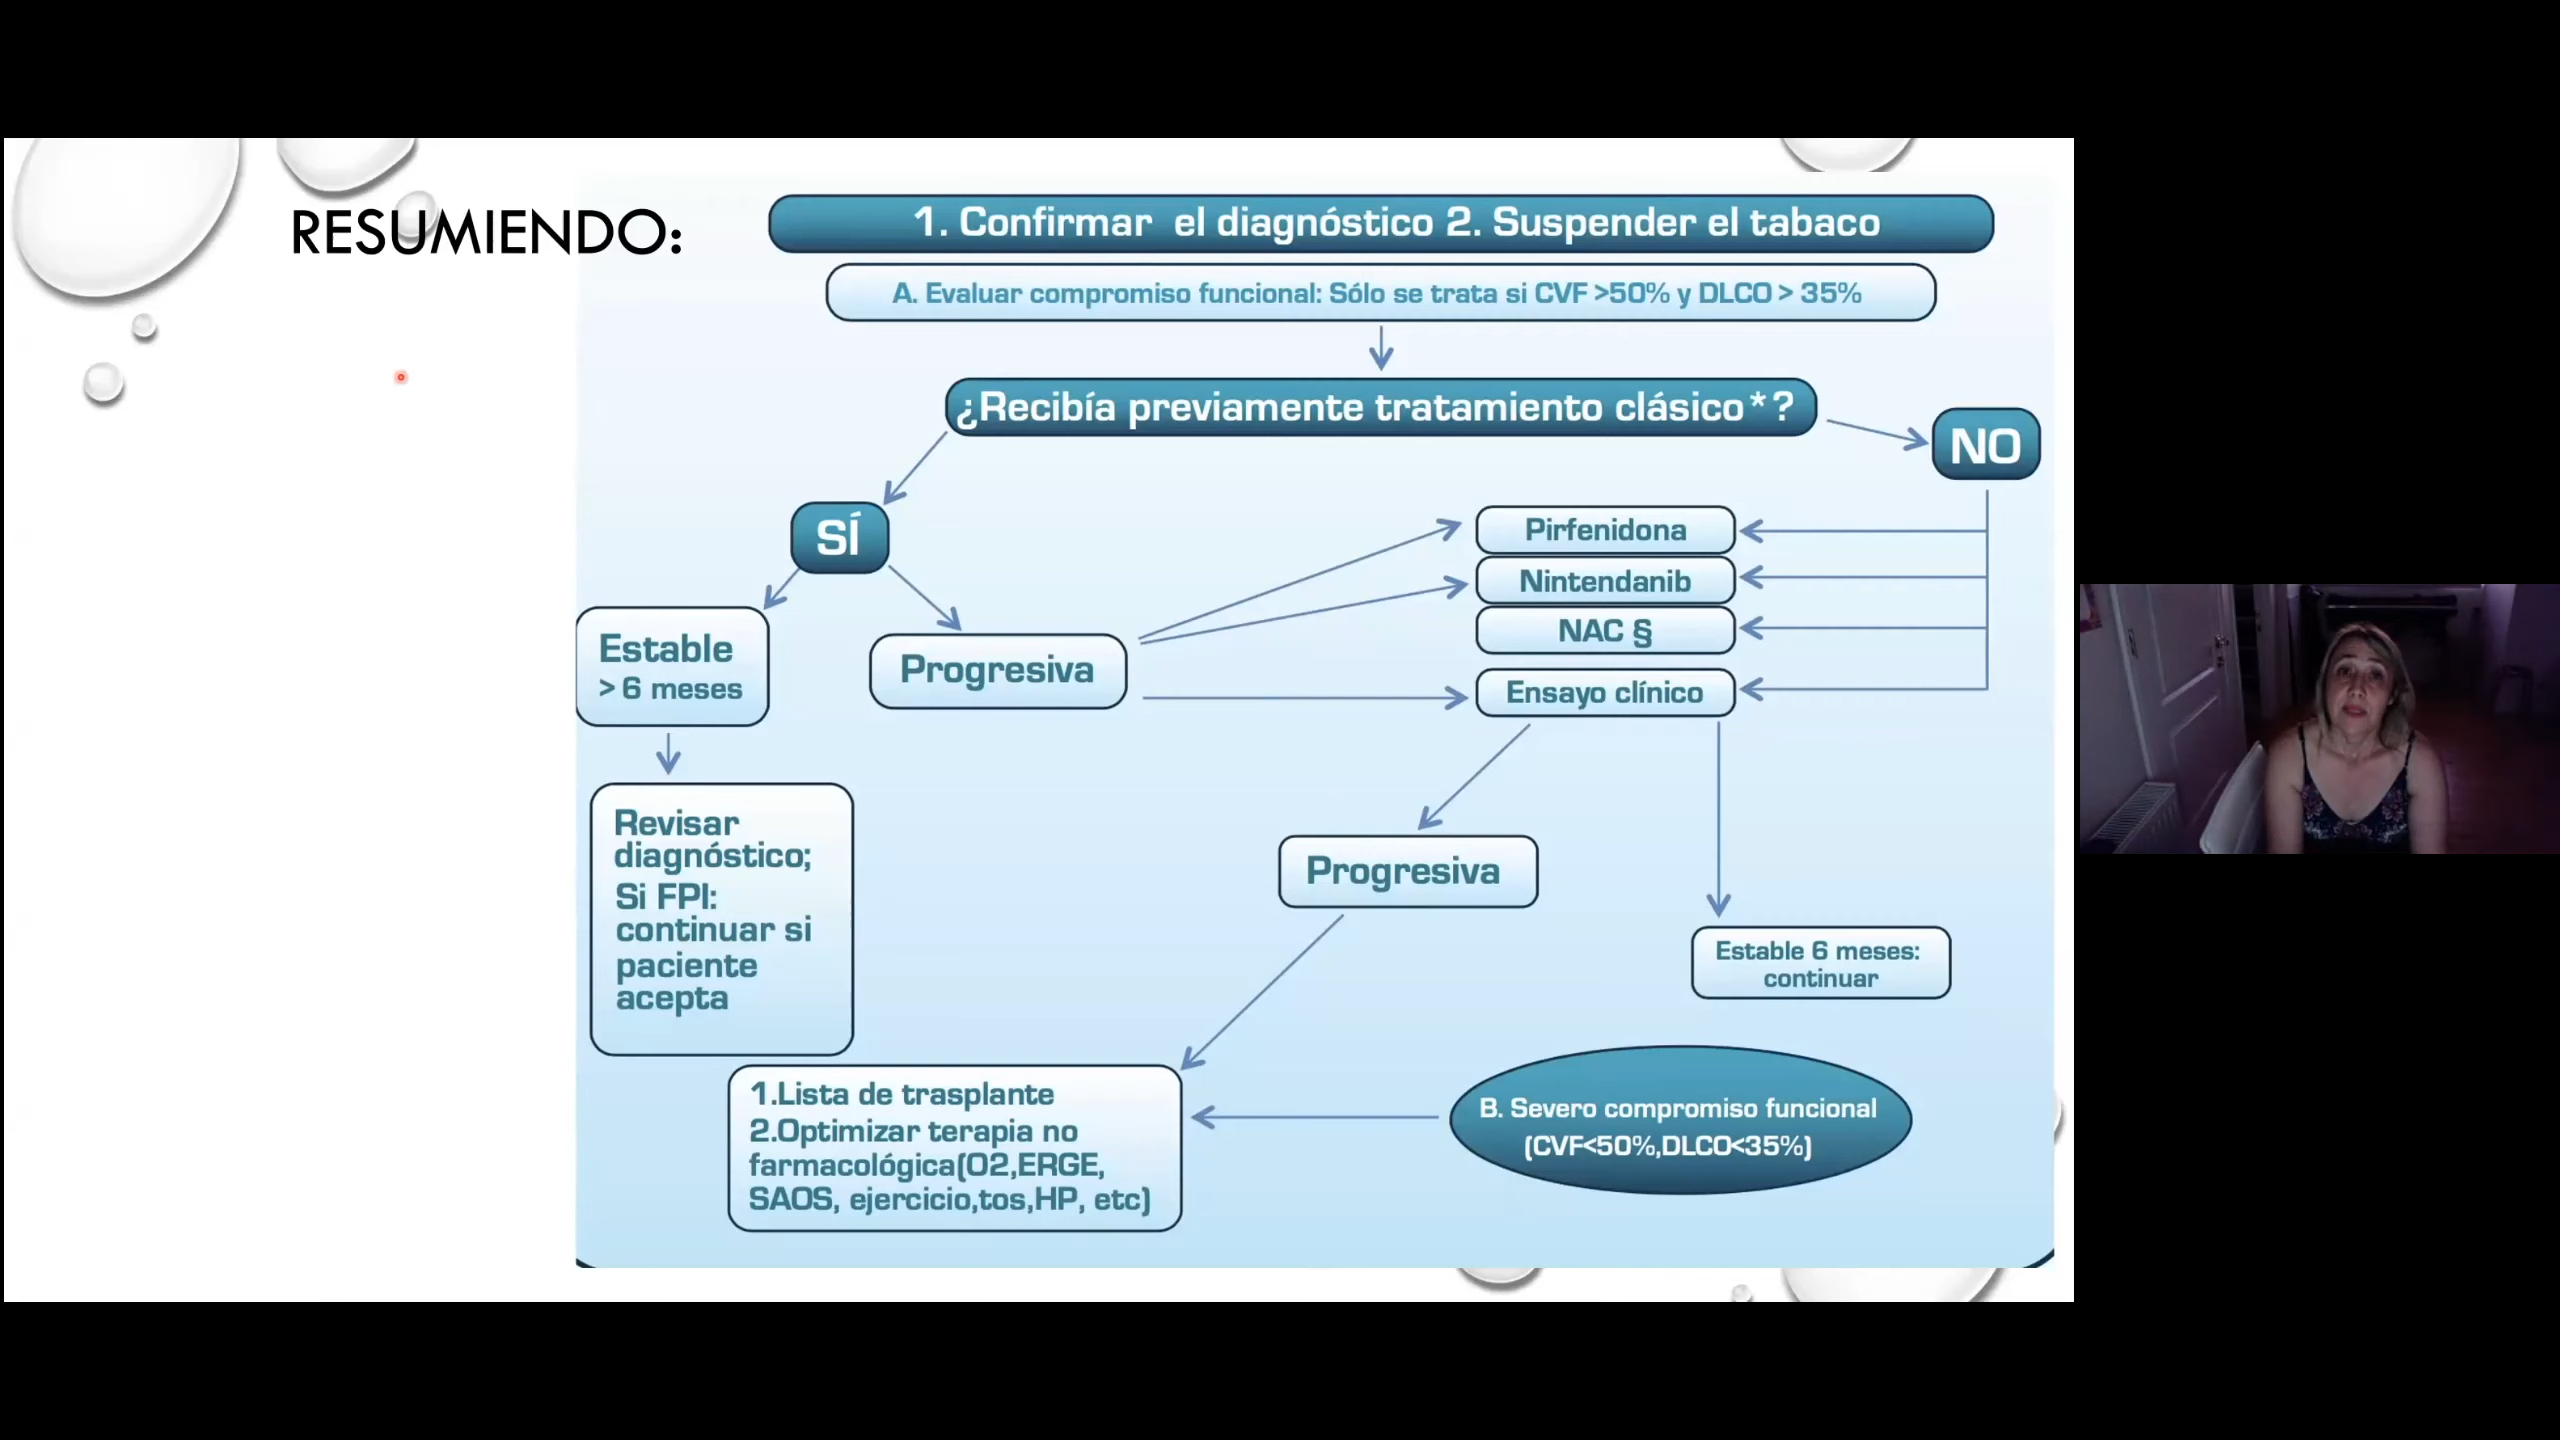 RESUMIENDO:
1. Confirmar el diagnóstico 2. Suspender el tabaco
A. Evaluar compromiso funcional: Sólo se trata si CVF >50% y DLCO > 35%
¿Recibía previamente tratamiento clásico*?
NO
SÍ
Pirfenidona
Nintendanib
NAC §
Ensayo clínico
Estable
> 6 meses
Progresiva
Revisar
diagnóstico;
Si FPI:
continuar si
paciente
acepta
Progresiva
Estable 6 meses:
continuar
1.Lista de trasplante
2.Optimizar terapia no
farmacológica(O2,ERGE,
SAOS, ejercicio,tos,HP, etc)
B. Severo compromiso funcional
(CVF<50%,DLCO<35%)